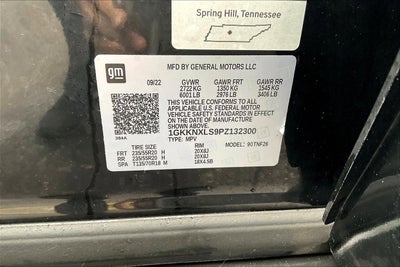 Spring Hill, Tennessee
gm
MFD BY GENERAL MOTORS LLC
09/22 GVWR GAWR FRT GAWR RR
2722 KG 1350 KG 1545 KG
6001 LB 2976 LB 3406 LB
THIS VEHICLE CONFORMS TO ALL APPLICABLE
U.S. FEDERAL MOTOR VEHICLE SAFETY
STANDARDS IN EFFECT ON THE DATE OF
MANUFACTURE SHOWN ABOVE.
1GKKNXLS9PZ132300
TYPE: MPV MODEL: 90TNF26
TIRE SIZE RIM
FRT 235/55R20 H 20X8J
RR 235/55R20 H 20X8J
SPA T135/70R18 M 18X4.5B